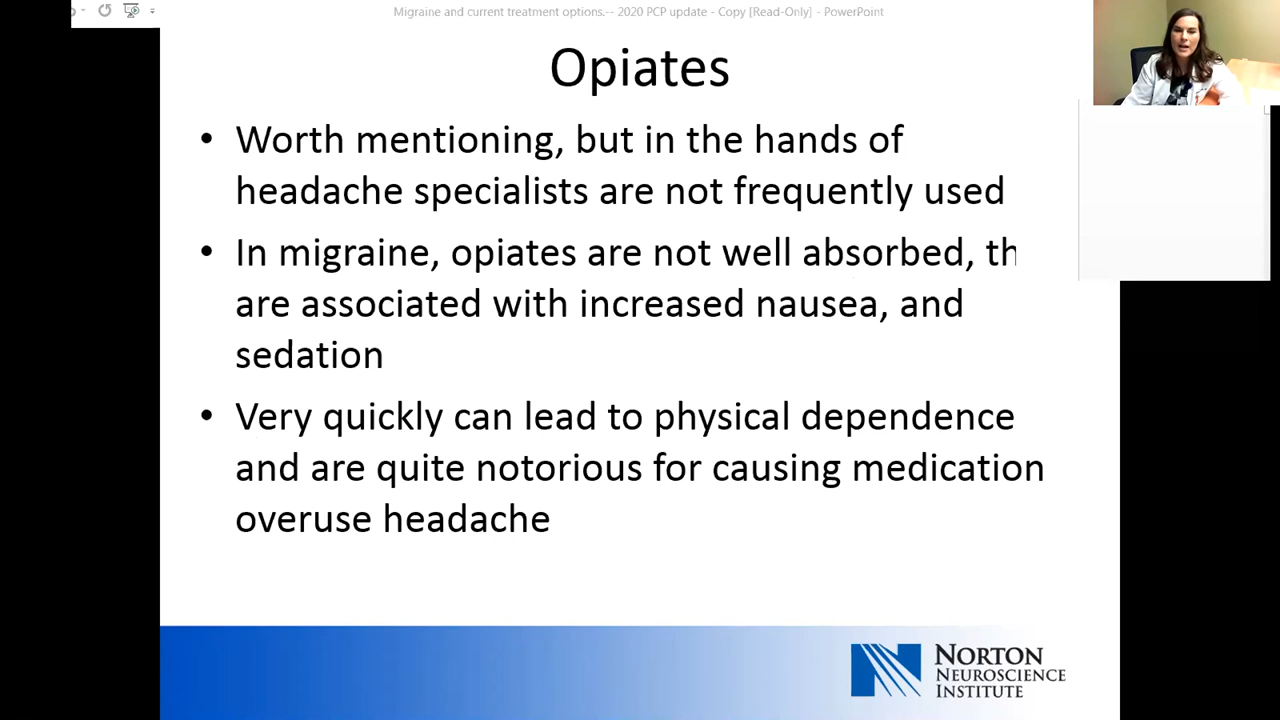 Migraine and current treatment options.-- 2020 PCP update - Copy [Read-Only] - PowerPoint
Opiates
• Worth mentioning, but in the hands of
headache specialists are not frequently used
• In migraine, opiates are not well absorbed, th
are associated with increased nausea, and
sedation
• Very quickly can lead to physical dependence
and are quite notorious for causing medication
overuse headache
NORTON
NEUROSCIENCE
INSTITUTE